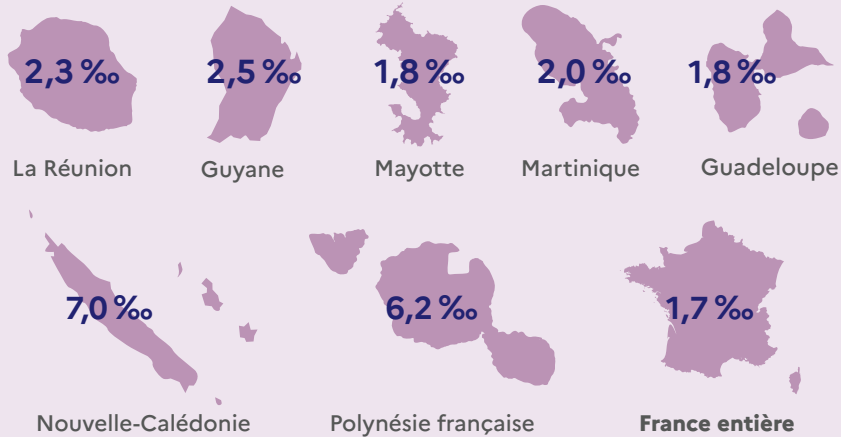 2,3 ‰ 2,5 ‰ 1,8 ‰ 2,0 ‰ 1,8 ‰
La Réunion Guyane Mayotte Martinique Guadeloupe
7,0 ‰ 6,2 ‰ 1,7 ‰
Nouvelle-Calédonie Polynésie française France entière